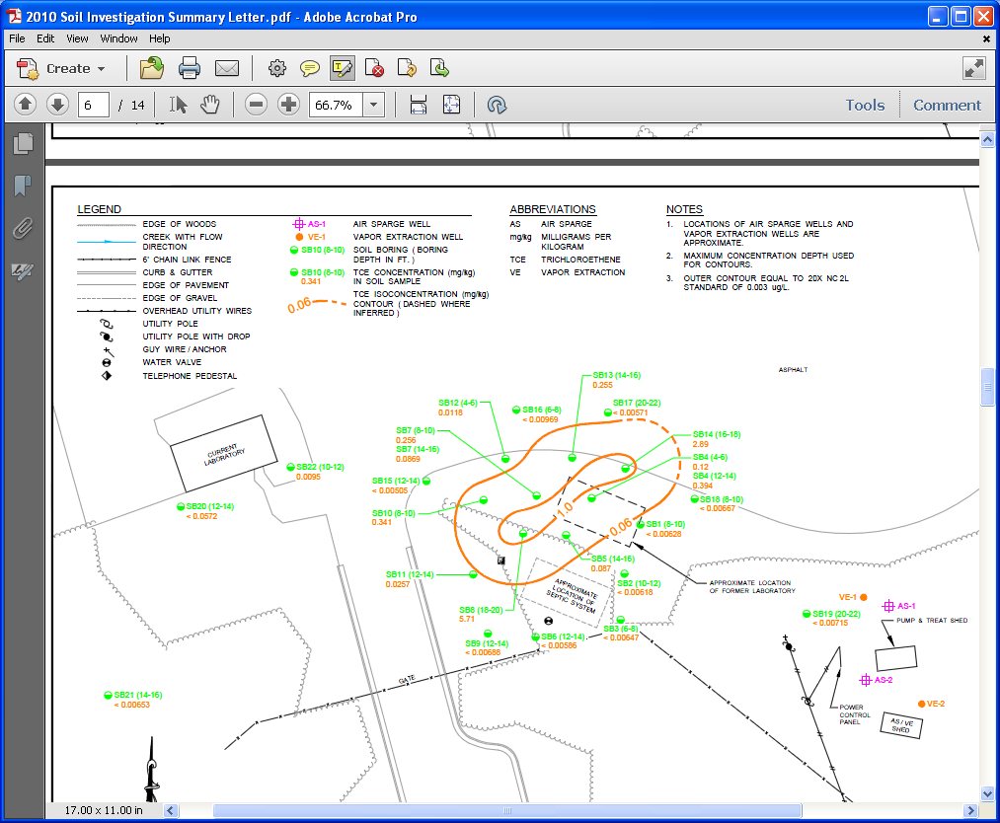 2010 Soil Investigation Summary Letter.pdf - Adobe Acrobat Pro
File Edit View Window Help
Create
6 / 14
66.7%
Tools Comment
LEGEND
EDGE OF WOODS
CREEK WITH FLOW
DIRECTION
6' CHAIN LINK FENCE
CURB & GUTTER
EDGE OF PAVEMENT
EDGE OF GRAVEL
OVERHEAD UTILITY WIRES
UTILITY POLE
UTILITY POLE WITH DROP
GUY WIRE / ANCHOR
WATER VALVE
TELEPHONE PEDESTAL
AS-1 AIR SPARGE WELL
VE-1 VAPOR EXTRACTION WELL
SB10 (8-10) SOIL BORING ( BORING
DEPTH IN FT. )
SB10 (8-10) TCE CONCENTRATION (mg/kg)
0.341 IN SOIL SAMPLE
0.06 TCE ISOCONCENTRATION (mg/kg)
CONTOUR ( DASHED WHERE
INFERRED )
ABBREVIATIONS
AS AIR SPARGE
mg/kg MILLIGRAMS PER
KILOGRAM
TCE TRICHLOROETHENE
VE VAPOR EXTRACTION
NOTES
1. LOCATIONS OF AIR SPARGE WELLS AND
VAPOR EXTRACTION WELLS ARE
APPROXIMATE.
2. MAXIMUM CONCENTRATION DEPTH USED
FOR CONTOURS.
3. OUTER CONTOUR EQUAL TO 20X NC 2L
STANDARD OF 0.003 ug/L.
ASPHALT
SB13 (14-16)
0.255
SB12 (4-6)
0.0118
SB16 (6-8)
< 0.00969
SB17 (20-22)
< 0.00571
SB7 (8-10)
0.256
SB7 (14-16)
0.0869
SB14 (16-18)
2.89
SB4 (4-6)
0.12
SB4 (12-14)
0.394
CURRENT
LABORATORY
SB22 (10-12)
0.0095
SB15 (12-14)
< 0.00505
SB18 (8-10)
< 0.00667
SB20 (12-14)
< 0.0572
SB10 (8-10)
0.341
1.0
0.06
SB1 (8-10)
< 0.00628
SB5 (14-16)
0.087
SB11 (12-14)
0.0257
SB2 (10-12)
< 0.00618
APPROXIMATE LOCATION
OF FORMER LABORATORY
APPROXIMATE
LOCATION OF
SEPTIC SYSTEM
VE-1
AS-1
SB8 (18-20)
5.71
SB19 (20-22)
< 0.00715
PUMP & TREAT SHED
SB3 (6-8)
< 0.00647
SB9 (12-14)
< 0.00688
SB6 (12-14)
< 0.00586
GATE
AS-2
SB21 (14-16)
< 0.00653
POWER
CONTROL
PANEL
VE-2
AS / VE
SHED
17.00 x 11.00 in